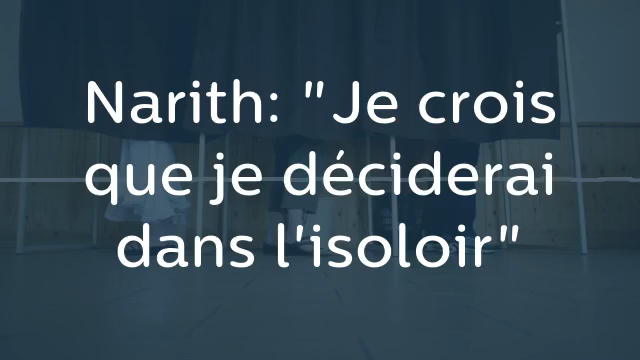 Narith: "Je crois
que je déciderai
dans l'isoloir"